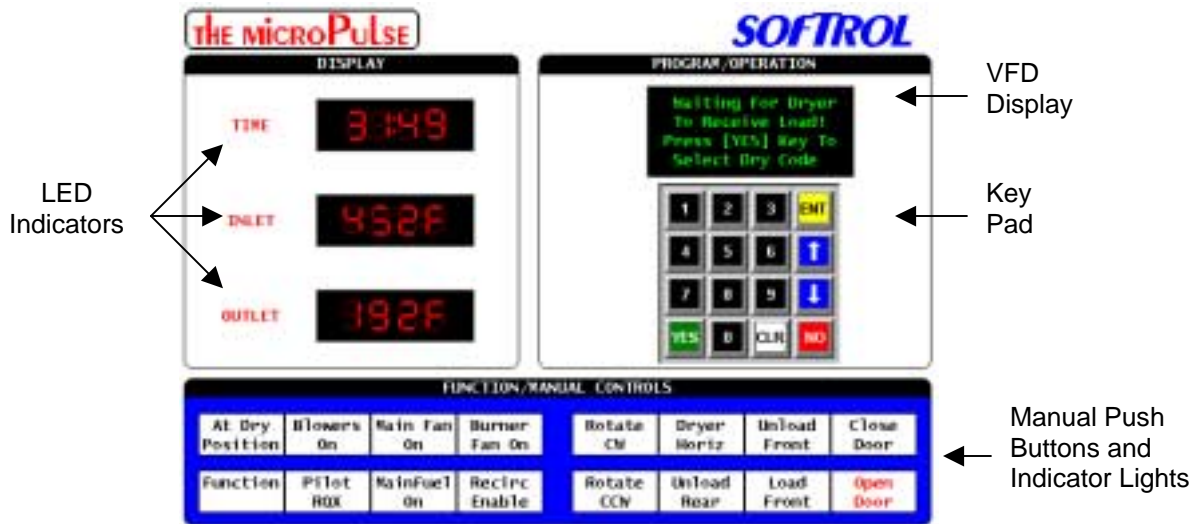 THE MICROPULSE
SOFTROL
DISPLAY
TIME
31:49
INLET
452F
OUTLET
192F
LED
Indicators
PROGRAM/OPERATION
Waiting For Dryer
To Receive Load!
Press [YES] Key To
Select Dry Code
VFD
Display
1 2 3 ENT
4 5 6 ↑
7 8 9 ↓
YES 0 CLR NO
Key
Pad
FUNCTION/MANUAL CONTROLS
At Dry Position
Blowers On
Main Fan On
Burner Fan On
Rotate CW
Dryer Horiz
Unload Front
Close Door
Function
Pilot
MainFuel On
Recirc Enable
Rotate CCW
Unload Rear
Load Front
Open Door
Manual Push
Buttons and
Indicator Lights